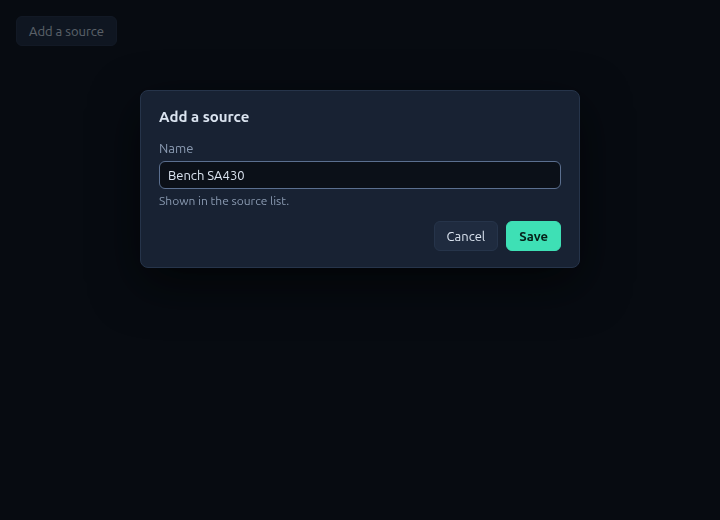 Add a source
Add a source
Name
Bench SA430
Shown in the source list.
Cancel Save